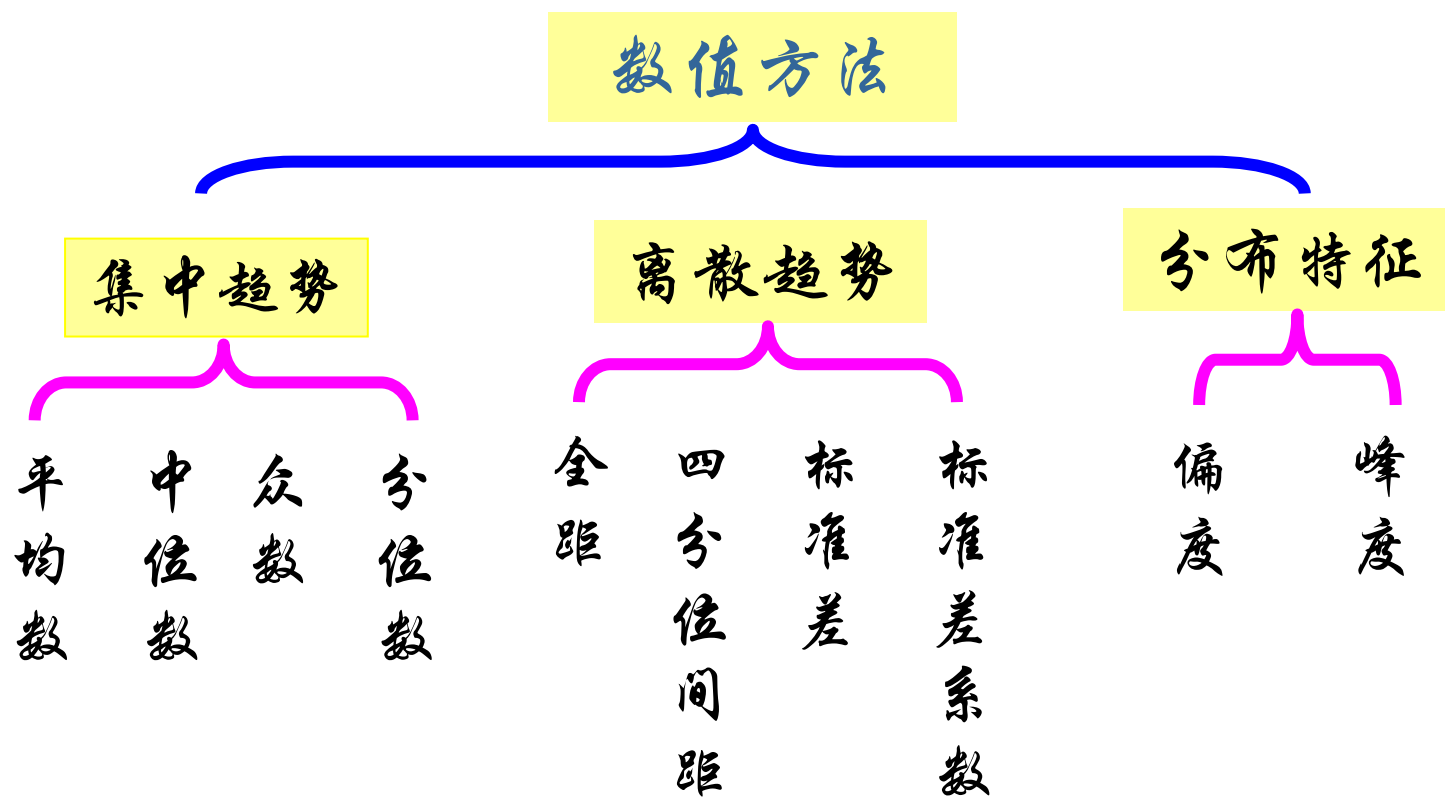 数值方法
集中趋势
离散趋势
分布特征
平均数
中位数
众数
分位数
全距
四分位间距
标准差
标准差系数
偏度
峰度